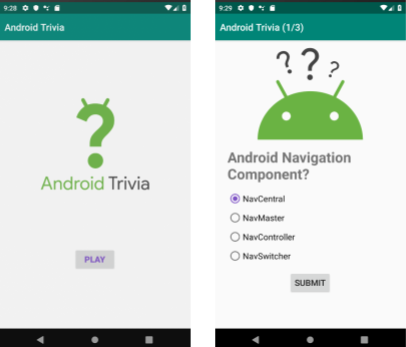 9:28
Android Trivia
Android Trivia
PLAY
9:29
Android Trivia (1/3)
Android Navigation
Component?
NavCentral
NavMaster
NavController
NavSwitcher
SUBMIT